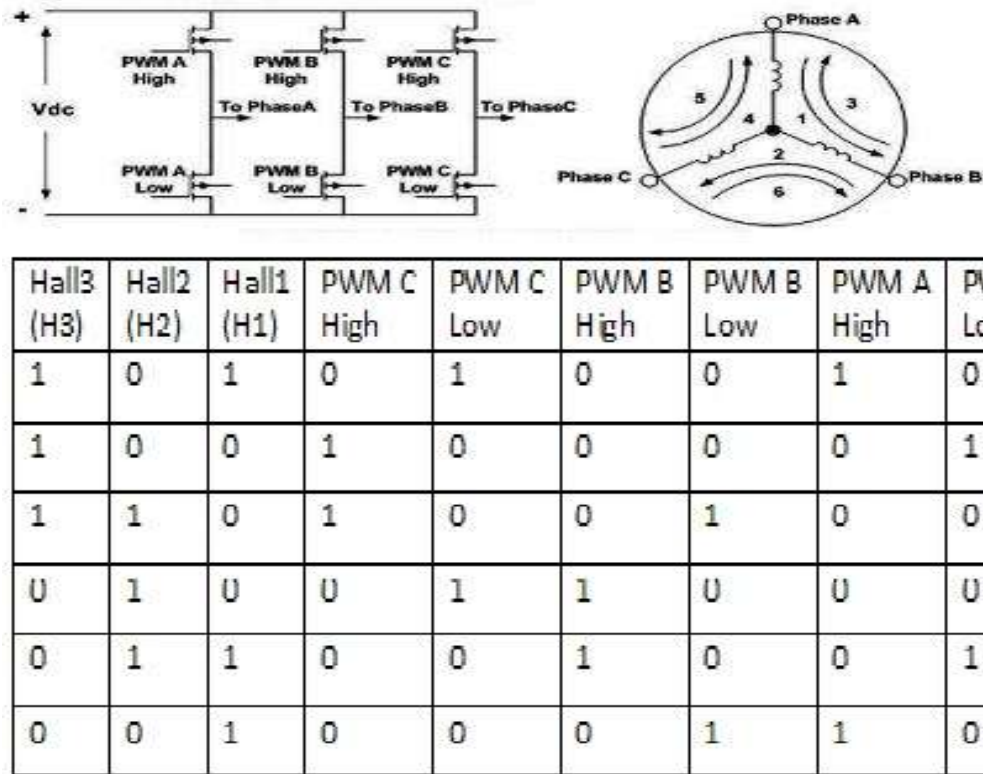 +
PWM A High
PWM B High
PWM C High
Vdc
To PhaseA
To PhaseB
To PhaseC
PWM A Low
PWM B Low
PWM C Low
-
Phase A
5
3
4
1
2
6
Phase C
Phase B
Hall3 (H3) Hall2 (H2) Hall1 (H1) PWM C High PWM C Low PWM B High PWM B Low PWM A High
1 0 1 0 1 0 0 1 0
1 0 0 1 0 0 0 0 1
1 1 0 1 0 0 1 0 0
0 1 0 0 1 1 0 0 0
0 1 1 0 0 1 0 0 1
0 0 1 0 0 0 1 1 0